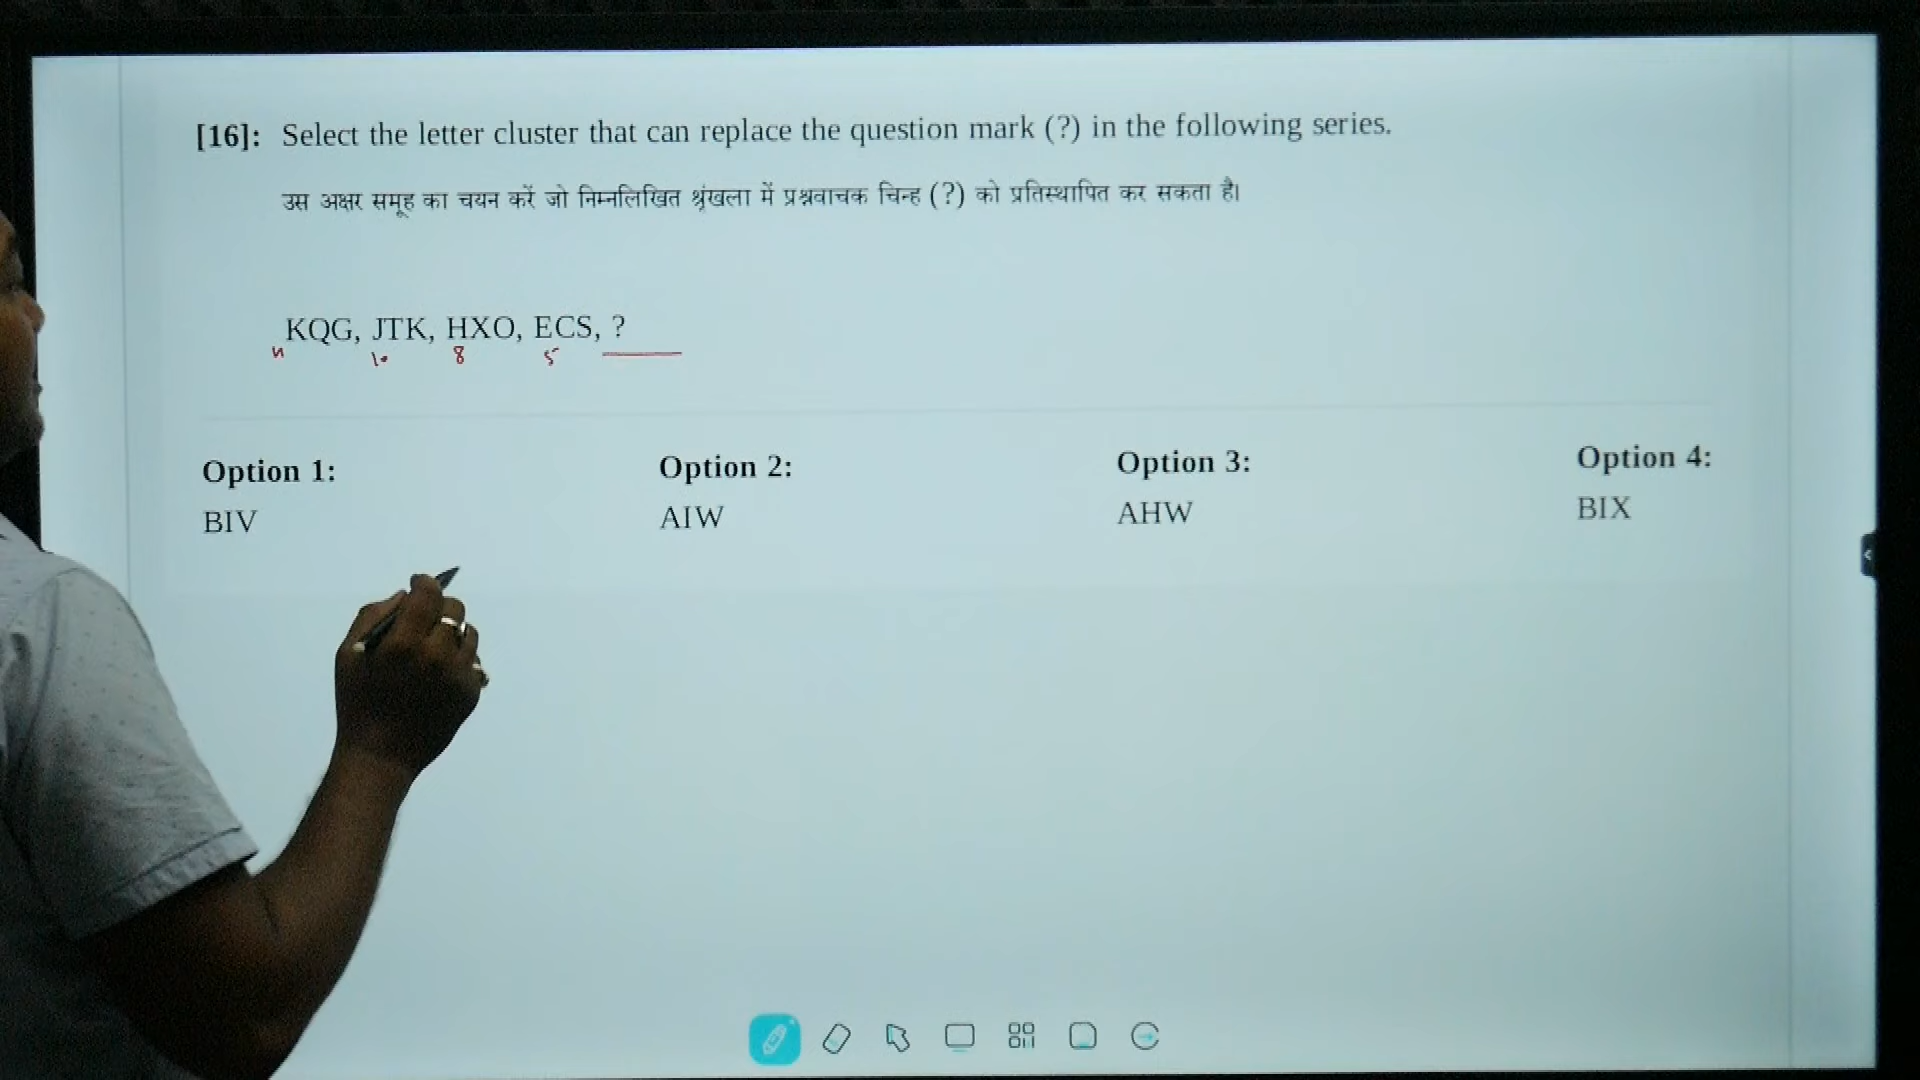 [16]: Select the letter cluster that can replace the question mark (?) in the following series.
उस अक्षर समूह का चयन करें जो निम्नलिखित श्रृंखला में प्रश्नवाचक चिन्ह (?) को प्रतिस्थापित कर सकता है।
KQG, JTK, HXO, ECS, ?
11 10 8 5
Option 1: Option 2: Option 3: Option 4:
BIV AIW AHW BIX